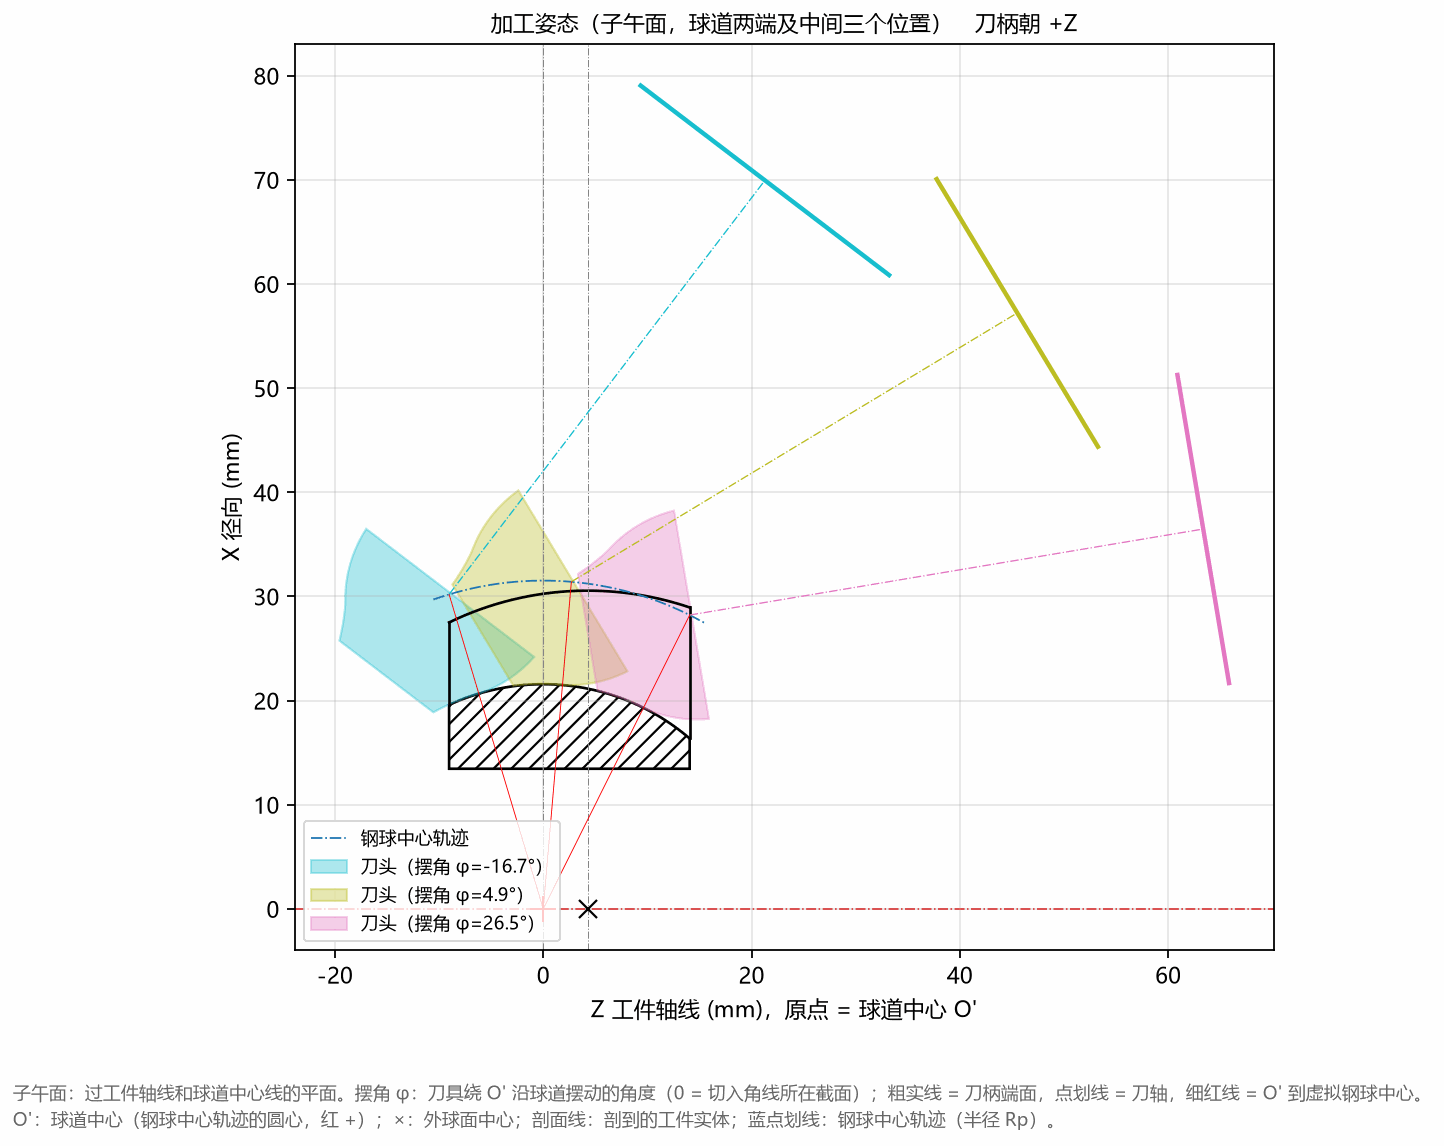 加工姿态（子午面，球道两端及中间三个位置） 刀柄朝 +Z
80
70
60
50
40
30
20
10
0
X 径向 (mm)
钢球中心轨迹
刀头（摆角 φ=-16.7°）
刀头（摆角 φ=4.9°）
刀头（摆角 φ=26.5°）
-20
0
20
40
60
Z 工件轴线 (mm)，原点 = 球道中心 O'
子午面：过工件轴线和球道中心线的平面。摆角 φ：刀具绕 O' 沿球道摆动的角度（0 = 切入角线所在截面）；粗实线 = 刀柄端面，点划线 = 刀轴，细红线 = O' 到虚拟钢球中心。
O'：球道中心（钢球中心轨迹的圆心，红 +）；×：外球面中心；剖面线：剖到的工件实体；蓝点划线：钢球中心轨迹（半径 Rp）。